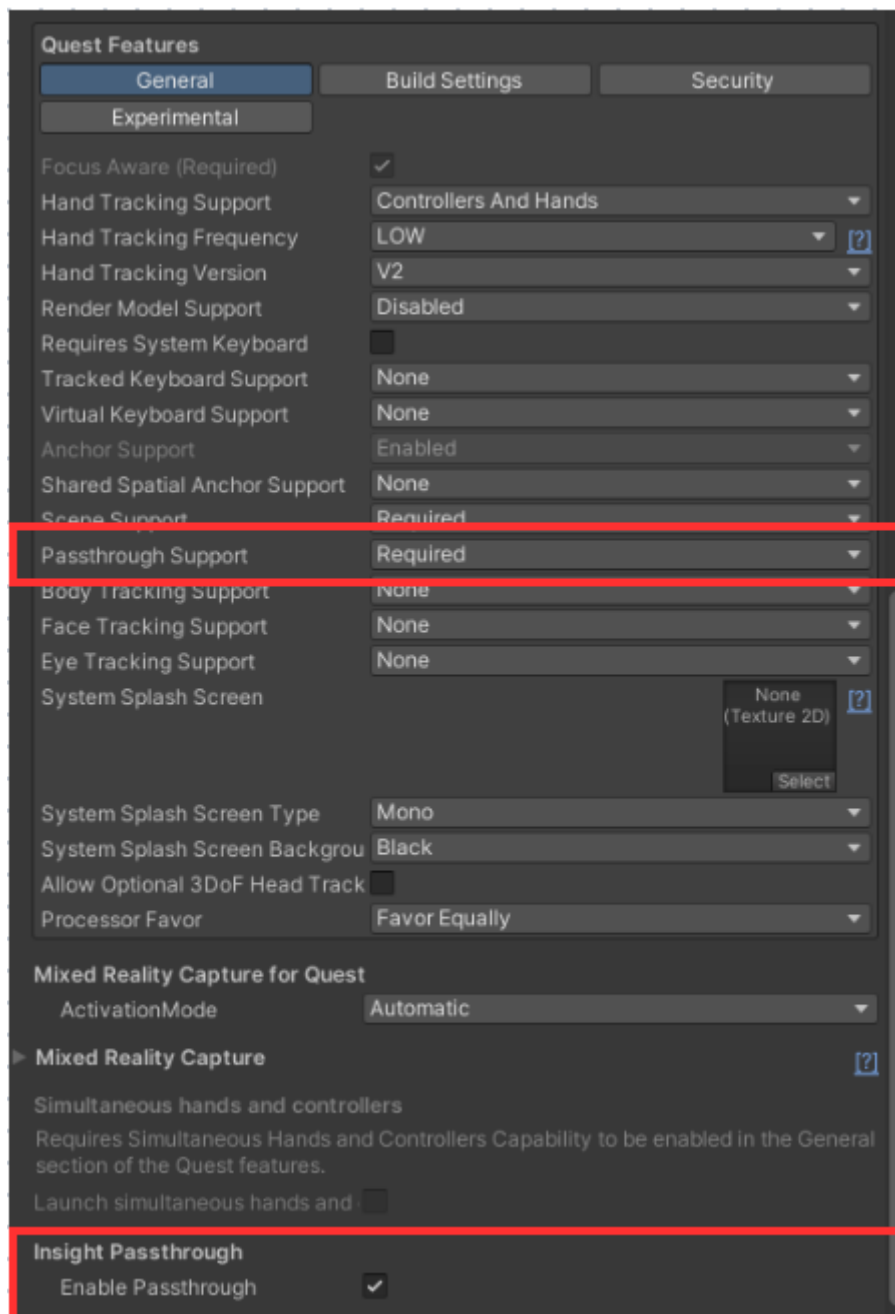 Quest Features
General Build Settings Security
Experimental
Focus Aware (Required)
Hand Tracking Support Controllers And Hands
Hand Tracking Frequency LOW [?]
Hand Tracking Version V2
Render Model Support Disabled
Requires System Keyboard
Tracked Keyboard Support None
Virtual Keyboard Support None
Anchor Support Enabled
Shared Spatial Anchor Support None
Scene Support Required
Passthrough Support Required
Body Tracking Support None
Face Tracking Support None
Eye Tracking Support None
System Splash Screen None [?]
(Texture 2D)
Select
System Splash Screen Type Mono
System Splash Screen Backgrou Black
Allow Optional 3DoF Head Track
Processor Favor Favor Equally
Mixed Reality Capture for Quest
ActivationMode Automatic
Mixed Reality Capture [?]
Simultaneous hands and controllers
Requires Simultaneous Hands and Controllers Capability to be enabled in the General
section of the Quest features.
Launch simultaneous hands and
Insight Passthrough
Enable Passthrough